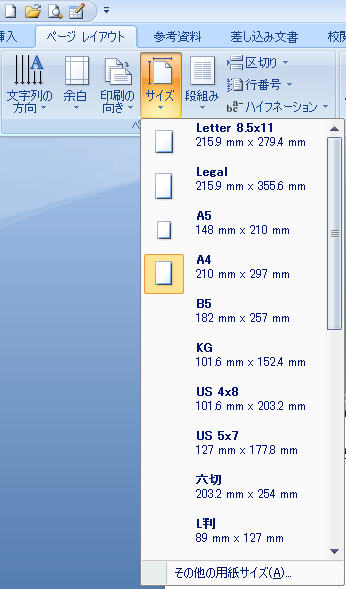 挿入 ページ レイアウト 参考資料 差し込み文書 校閲
文字列の方向 余白 印刷の向き サイズ 段組み 区切り
行番号
ハイフネーション
Letter 8.5x11
215.9 mm x 279.4 mm
Legal
215.9 mm x 355.6 mm
A5
148 mm x 210 mm
A4
210 mm x 297 mm
B5
182 mm x 257 mm
KG
101.6 mm x 152.4 mm
US 4x8
101.6 mm x 203.2 mm
US 5x7
127 mm x 177.8 mm
六切
203.2 mm x 254 mm
L判
89 mm x 127 mm
その他の用紙サイズ(A)...